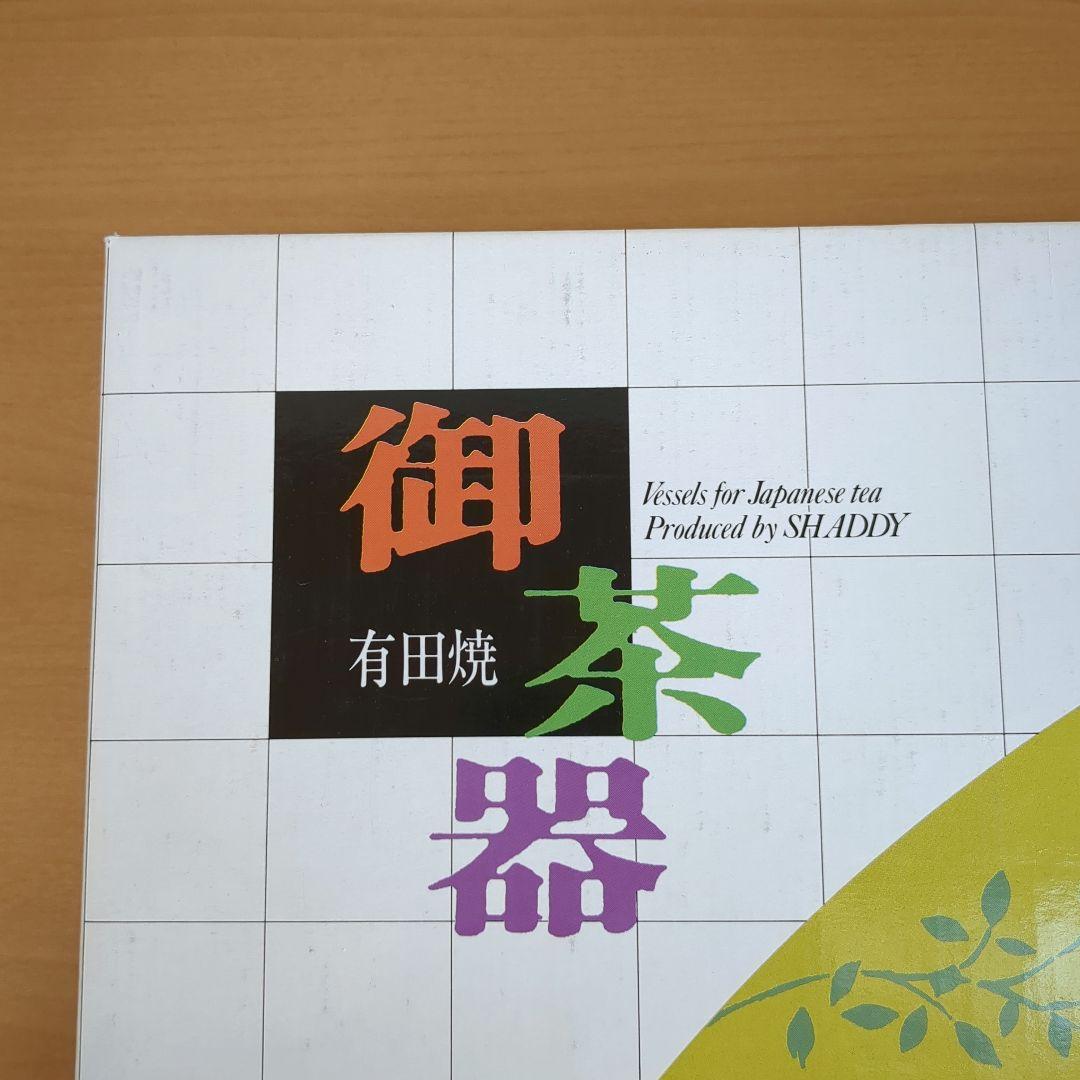 御茶器
有田焼
Vessels for Japanese tea
Produced by SHADDY